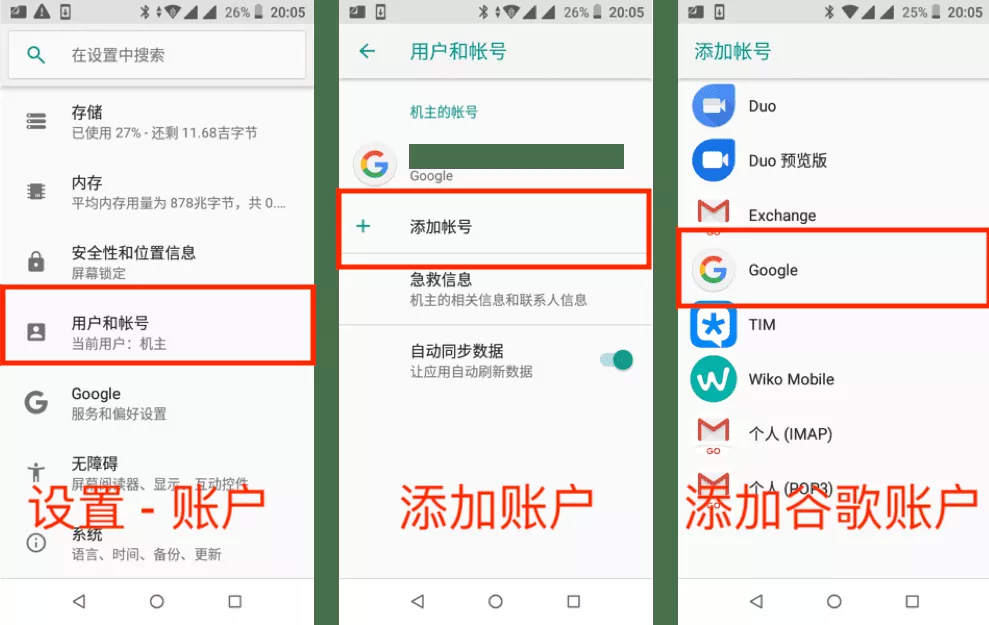 26% 20:05
在设置中搜索
存储
已使用 27% - 还剩 11.68吉字节
内存
平均内存用量为 878兆字节，共 0....
安全性和位置信息
屏幕锁定
用户和帐号
当前用户：机主
Google
服务和偏好设置
无障碍
屏幕阅读器、显示、互动控件
设置 - 账户
系统
语言、时间、备份、更新
26% 20:05
用户和帐号
机主的帐号
Google
添加帐号
急救信息
机主的相关信息和联系人信息
自动同步数据
让应用自动刷新数据
添加账户
25% 20:05
添加帐号
Duo
Duo 预览版
Exchange
GO
Google
TIM
Wiko Mobile
个人 (IMAP)
GO
个人 (POP3)
添加谷歌账户